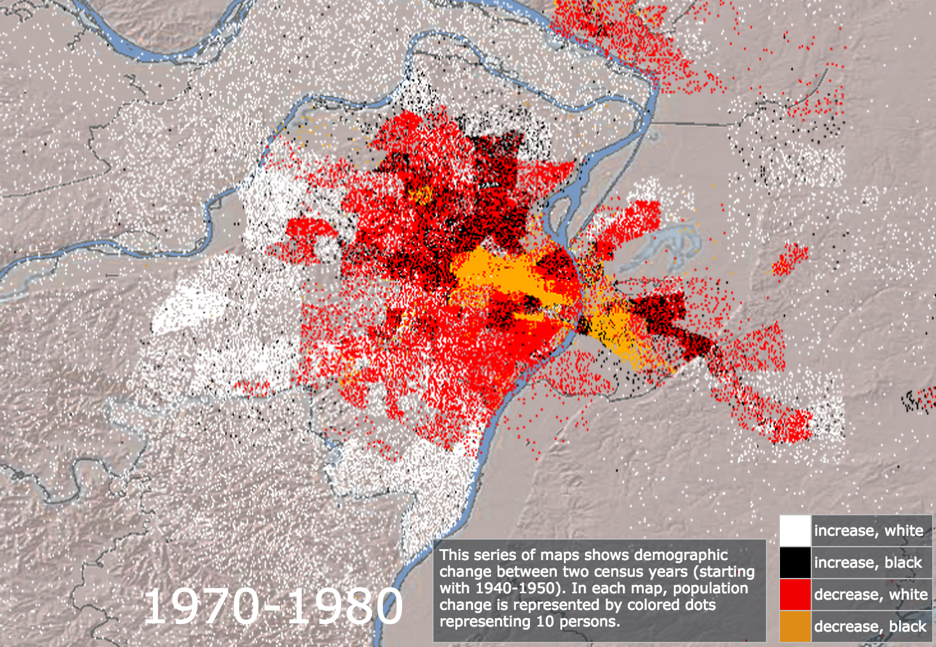 increase, white
increase, black
decrease, white
decrease, black
This series of maps shows demographic
change between two census years (starting
with 1940-1950). In each map, population
change is represented by colored dots
representing 10 persons.
1970-1980